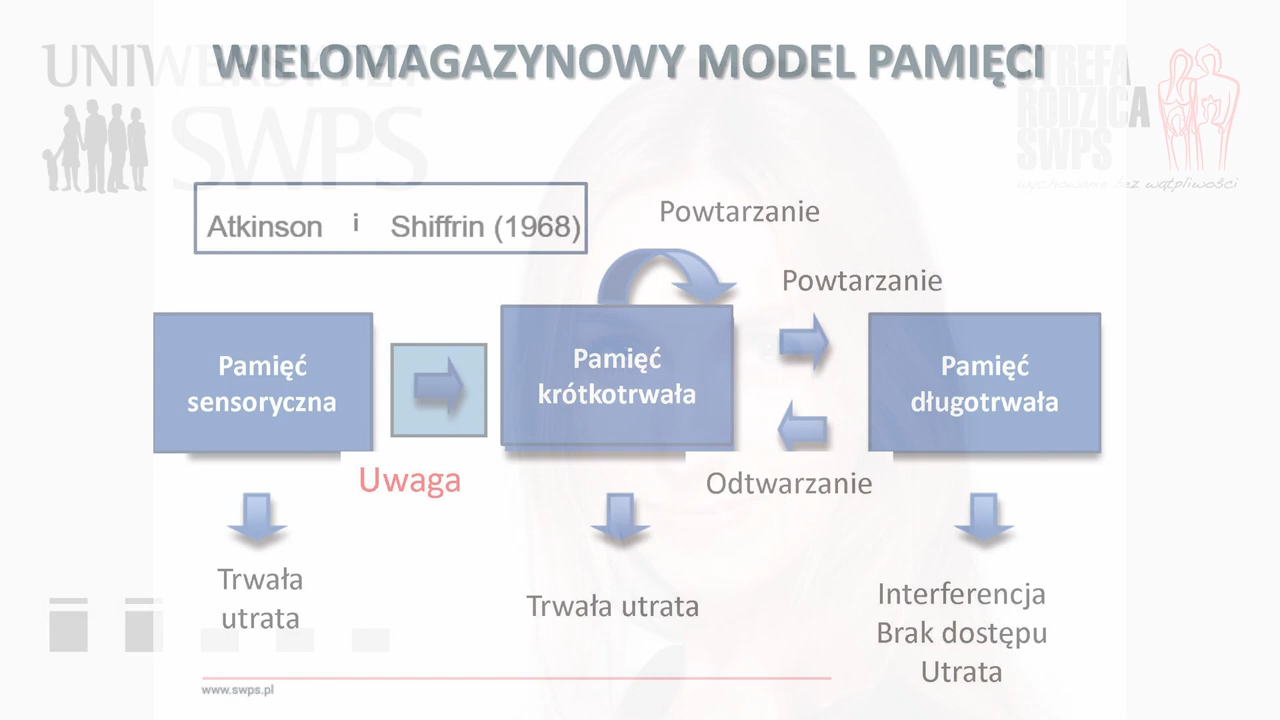 WIELOMAGAZYNOWY MODEL PAMIĘCI
UNIWERSYTET
SWPS
STREFA
RODZICA
SWPS
wychowanie bez wątpliwości
Atkinson i Shiffrin (1968)
Powtarzanie
Powtarzanie
Pamięć
sensoryczna
Pamięć
krótkotrwała
Pamięć
długotrwała
Uwaga
Odtwarzanie
Trwała
utrata
Trwała utrata
Interferencja
Brak dostępu
Utrata
www.swps.pl